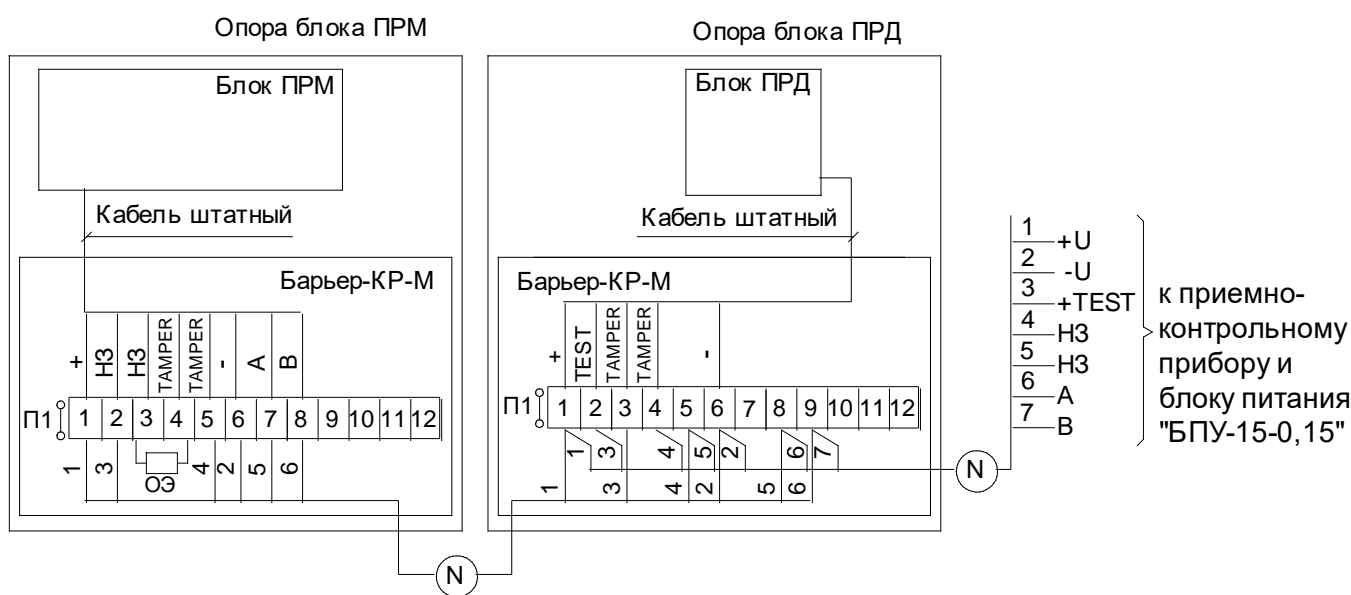 Опора блока ПРМ
Опора блока ПРД
Блок ПРМ
Блок ПРД
Кабель штатный
Кабель штатный
Барьер-КР-М
Барьер-КР-М
+ НЗ НЗ TAMPER TAMPER - A B
+ TEST TAMPER TAMPER -
П1 1 2 3 4 5 6 7 8 9 10 11 12
П1 1 2 3 4 5 6 7 8 9 10 11 12
1 3 4 2 5 6
ОЭ
1 3 4 5 2 6 7
1 3 4 2 5 6
N
N
1 +U
2 -U
3 +TEST
4 НЗ
5 НЗ
6 A
7 B
к приемно-
контрольному
прибору и
блоку питания
"БПУ-15-0,15"